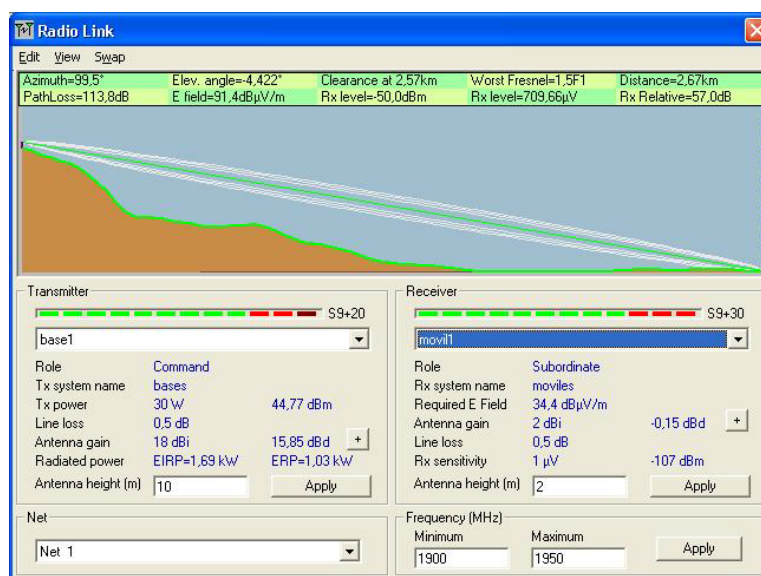 Radio Link
Edit View Swap
Azimuth=99,5° Elev. angle=-4,422° Clearance at 2,57km Worst Fresnel=1,5F1 Distance=2,67km
PathLoss=113,8dB E field=91,4dBµV/m Rx level=-50,0dBm Rx level=709,66µV Rx Relative=57,0dB
Transmitter
S9+20
base1
Role Command
Tx system name bases
Tx power 30 W 44,77 dBm
Line loss 0,5 dB
Antenna gain 18 dBi 15,85 dBd +
Radiated power EIRP=1,69 kW ERP=1,03 kW
Antenna height (m) 10 Apply
Net
Net 1
Receiver
S9+30
movil1
Role Subordinate
Rx system name moviles
Required E Field 34,4 dBµV/m
Antenna gain 2 dBi -0,15 dBd +
Line loss 0,5 dB
Rx sensitivity 1 µV -107 dBm
Antenna height (m) 2 Apply
Frequency (MHz)
Minimum Maximum
1900 1950 Apply